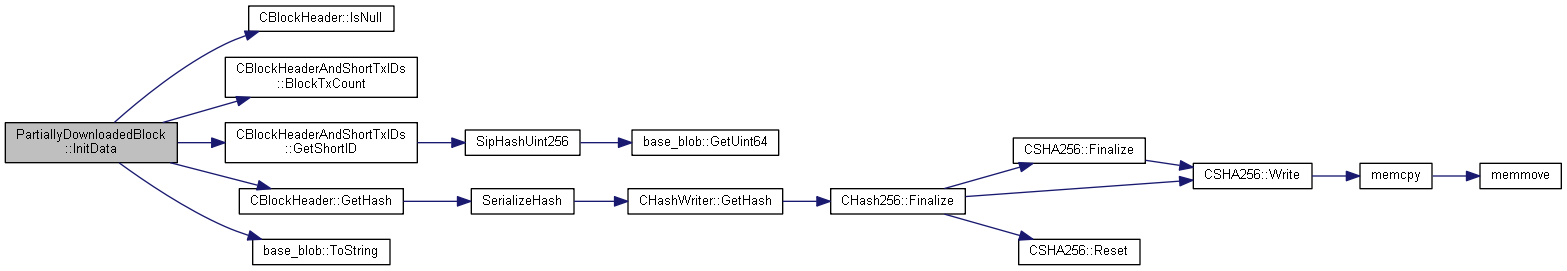 CBlockHeader::IsNull
CBlockHeaderAndShortTxIDs
::BlockTxCount
PartiallyDownloadedBlock
::InitData
CBlockHeaderAndShortTxIDs
::GetShortID
SipHashUint256
base_blob::GetUint64
CBlockHeader::GetHash
SerializeHash
CHashWriter::GetHash
CHash256::Finalize
CSHA256::Finalize
CSHA256::Write
memcpy
memmove
CSHA256::Reset
base_blob::ToString